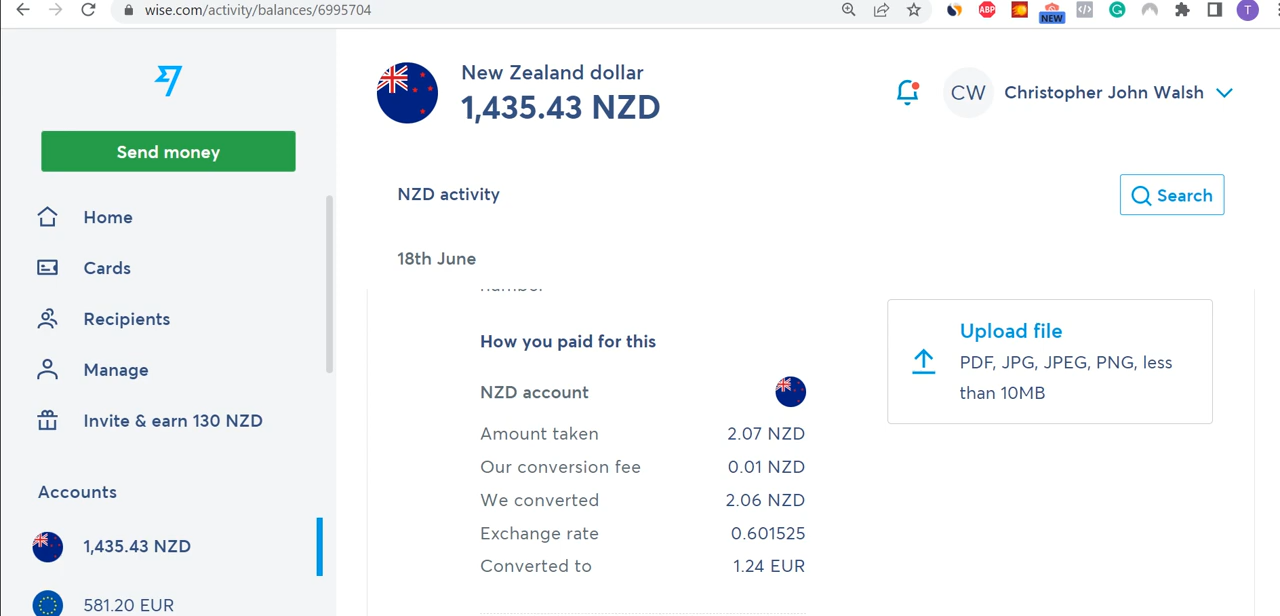 wise.com/activity/balances/6995704
ABP
NEW
G
T
New Zealand dollar
1,435.43 NZD
CW
Christopher John Walsh
Send money
Home
Cards
Recipients
Manage
Invite & earn 130 NZD
Accounts
1,435.43 NZD
581.20 EUR
NZD activity
Search
18th June
How you paid for this
NZD account
Amount taken 2.07 NZD
Our conversion fee 0.01 NZD
We converted 2.06 NZD
Exchange rate 0.601525
Converted to 1.24 EUR
Upload file
PDF, JPG, JPEG, PNG, less
than 10MB